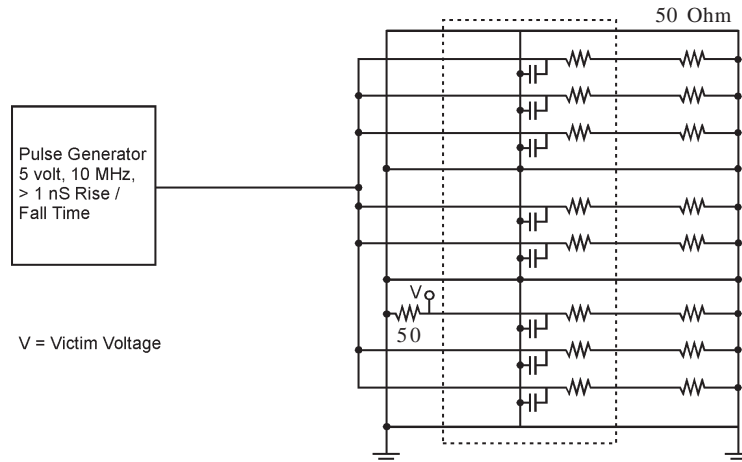 50 Ohm
Pulse Generator
5 volt, 10 MHz,
> 1 nS Rise /
Fall Time
V
50
V = Victim Voltage